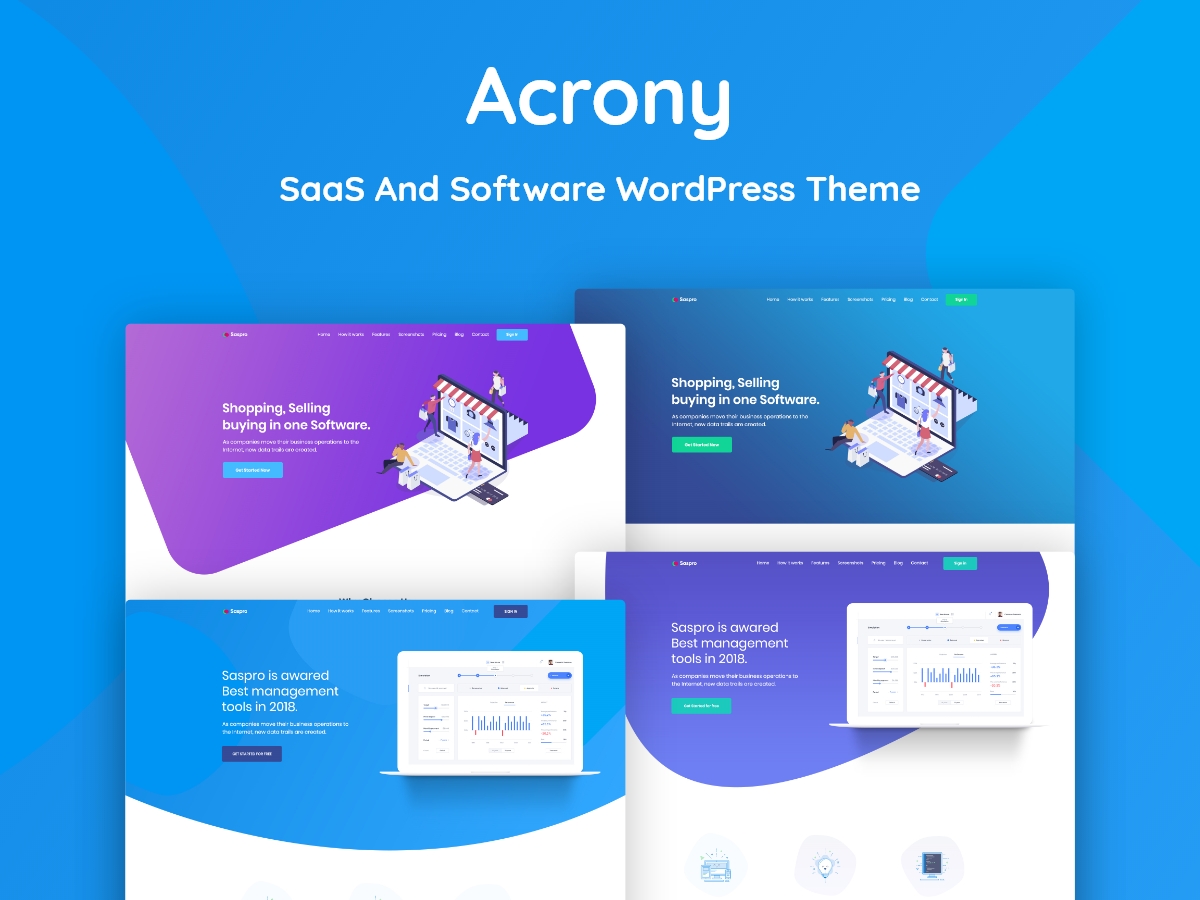 Acrony
SaaS And Software WordPress Theme
Saspro
Home How it works Features Screenshots Pricing Blog Contact Sign In
Shopping, Selling
buying in one Software.
As companies move their business operations to the
Internet, new data trails are created.
Get Started Now
Saspro
Home How it works Features Screenshots Pricing Blog Contact Sign In
Shopping, Selling
buying in one Software.
As companies move their business operations to the
Internet, new data trails are created.
Get Started Now
Saspro
Home How it works Features Screenshots Pricing Blog Contact SIGN IN
Saspro is awared
Best management
tools in 2018.
As companies move their business operations to
the Internet, new data trails are created.
GET STARTED FOR FREE
Saspro
Home How it works Features Screenshots Pricing Blog Contact Sign In
Saspro is awared
Best management
tools in 2018.
As companies move their business operations to
the Internet, new data trails are created.
Get Started for free